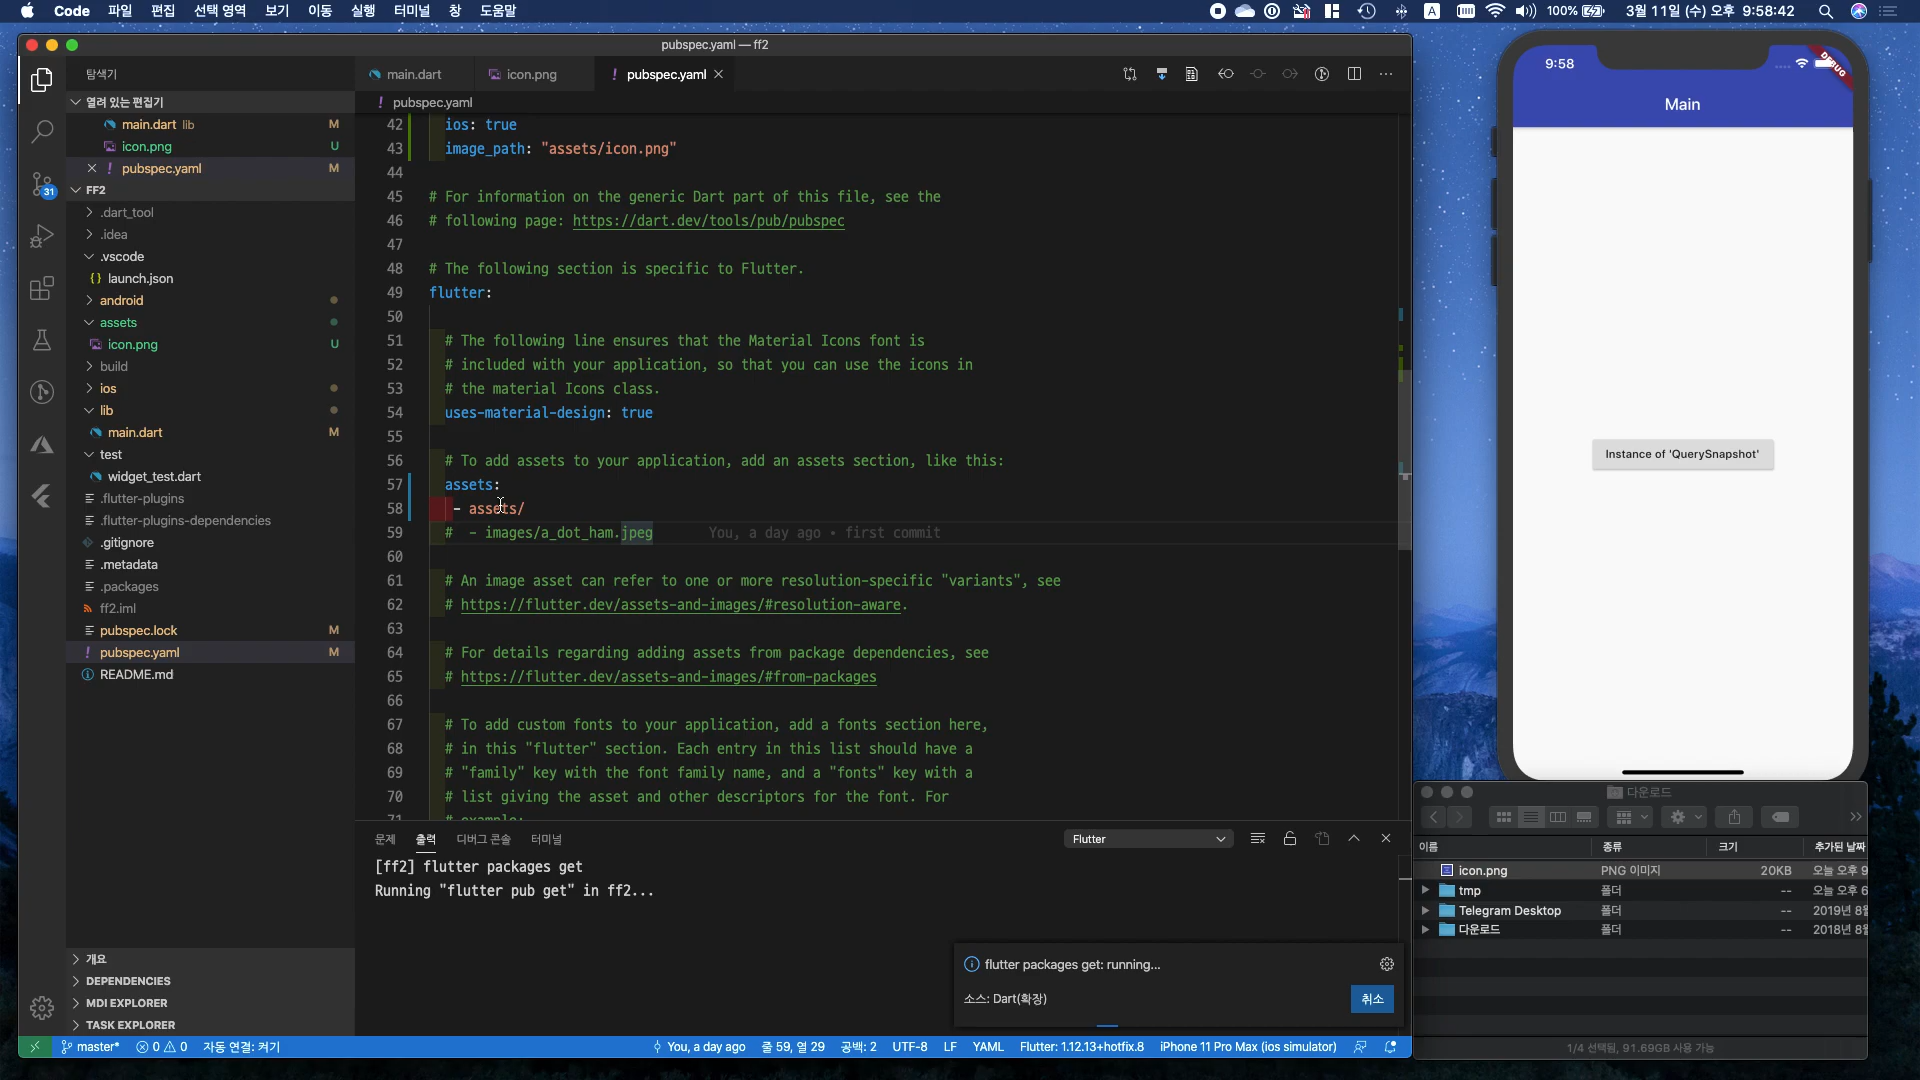 Code 파일 편집 선택 영역 보기 이동 실행 터미널 창 도움말
A 100% 3월 11일 (수) 오후 9:58:42
pubspec.yaml — ff2
탐색기
main.dart icon.png ! pubspec.yaml
열려 있는 편집기
main.dart lib M
icon.png U
! pubspec.yaml M
FF2
.dart_tool
.idea
.vscode
{} launch.json
android
assets
icon.png U
build
ios
lib
main.dart M
test
widget_test.dart
.flutter-plugins
.flutter-plugins-dependencies
.gitignore
.metadata
.packages
ff2.iml
pubspec.lock M
! pubspec.yaml M
README.md
31
개요
DEPENDENCIES
MDI EXPLORER
TASK EXPLORER
! pubspec.yaml
42 ios: true
43 image_path: "assets/icon.png"
44
45 # For information on the generic Dart part of this file, see the
46 # following page: https://dart.dev/tools/pub/pubspec
47
48 # The following section is specific to Flutter.
49 flutter:
50
51 # The following line ensures that the Material Icons font is
52 # included with your application, so that you can use the icons in
53 # the material Icons class.
54 uses-material-design: true
55
56 # To add assets to your application, add an assets section, like this:
57 assets:
58 - assets/
59 #  - images/a_dot_ham.jpeg You, a day ago • first commit
60
61 # An image asset can refer to one or more resolution-specific "variants", see
62 # https://flutter.dev/assets-and-images/#resolution-aware.
63
64 # For details regarding adding assets from package dependencies, see
65 # https://flutter.dev/assets-and-images/#from-packages
66
67 # To add custom fonts to your application, add a fonts section here,
68 # in this "flutter" section. Each entry in this list should have a
69 # "family" key with the font family name, and a "fonts" key with a
70 # list giving the asset and other descriptors for the font. For
71 # example:
문제 출력 디버그 콘솔 터미널
Flutter
[ff2] flutter packages get
Running "flutter pub get" in ff2...
flutter packages get: running...
소스: Dart(확장)
취소
master* 0 0 자동 연결: 켜기
You, a day ago 줄 59, 열 29 공백: 2 UTF-8 LF YAML Flutter: 1.12.13+hotfix.8 iPhone 11 Pro Max (ios simulator)
9:58
DEBUG
Main
Instance of 'QuerySnapshot'
다운로드
이름 종류 크기 추가된 날짜
icon.png PNG 이미지 20KB 오늘 오후 9
tmp 폴더 -- 오늘 오후 6
Telegram Desktop 폴더 -- 2019년 8
다운로드 폴더 -- 2018년 8
1/4 선택됨, 91.69GB 사용 가능